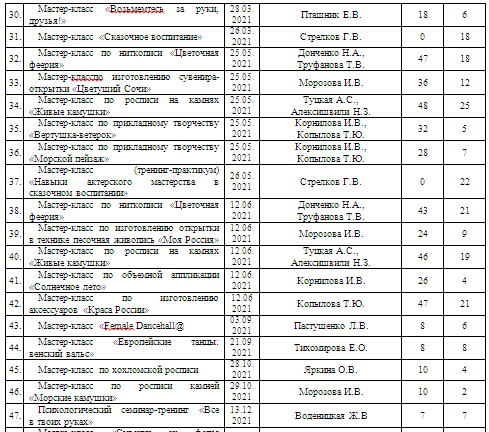 30. Мастер-класс «Возьмемтесь за руки, друзья!» 28.03. 2021 Пташник Е.В. 18 6
31. Мастер-класс «Сказочное воспитание» 26.03. 2021 Стрелков Г.В. 0 18
32. Мастер-класс по ниткописи «Цветочная феерия» 25.05. 2021 Донченко Н.А., Труфанова Т.В. 47 18
33. Мастер-класспо изготовлению сувенира-открытки «Цветущий Сочи» 25.05. 2021 Морозова И.В. 36 12
34. Мастер-класс по росписи на камнях «Живые камушки» 25.05. 2021 Туцкая А.С., Алексишвили Н.З. 48 25
35. Мастер-класс по прикладному творчеству «Вертушка-ветерок» 25.05. 2021 Корнилова И.В., Копылова Т.Ю. 32 5
36. Мастер-класс по прикладному творчеству «Морской пейзаж» 25.05. 2021 Корнилова И.В., Копылова Т.Ю. 28 7
37. Мастер-класс (тренинг-практикум) «Навыки актерского мастерства в сказочном воспитании» 26.05. 2021 Стрелков Г.В. 0 22
38. Мастер-класс по ниткописи «Цветочная феерия» 12.06. 2021 Донченко Н.А., Труфанова Т.В. 43 21
39. Мастер-класс по изготовлению открытки в технике песочная живопись «Моя Россия» 12.06. 2021 Морозова И.В. 24 9
40. Мастер-класс по росписи на камнях «Живые камушки» 12.06. 2021 Туцкая А.С., Алексишвили Н.З. 46 19
41. Мастер-класс по объемной аппликации «Солнечное лето» 12.06. 2021 Корнилова И.В. 26 4
42. Мастер-класс по изготовлению аксессуаров «Краса России» 12.06 2021 Копылова Т.Ю. 47 21
43. Мастер-класс «Female Dancehall@ 03.09. 2021 Пастушенко Л.В. 8 6
44. Мастер-класс «Европейские танцы: венский вальс» 21.09. 2021 Тихомирова Е.О. 8 8
45. Мастер-класс по хохломской росписи 28.10. 2021 Яркина О.В. 10 4
46. Мастер-класс по росписи камней «Морские камушки» 29.10. 2021 Морозова И.В. 10 2
47. Психологический семинар-тренинг «Все в твоих руках» 13.12. 2021 Воденицкая Ж.В 7 7